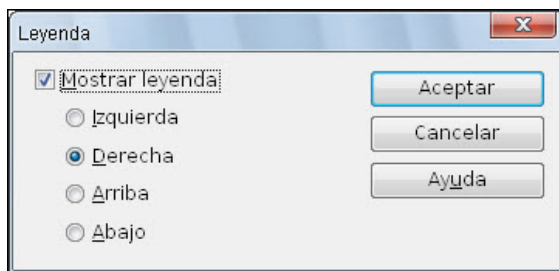 Leyenda
Mostrar leyenda
Izquierda
Derecha
Arriba
Abajo
Aceptar
Cancelar
Ayuda